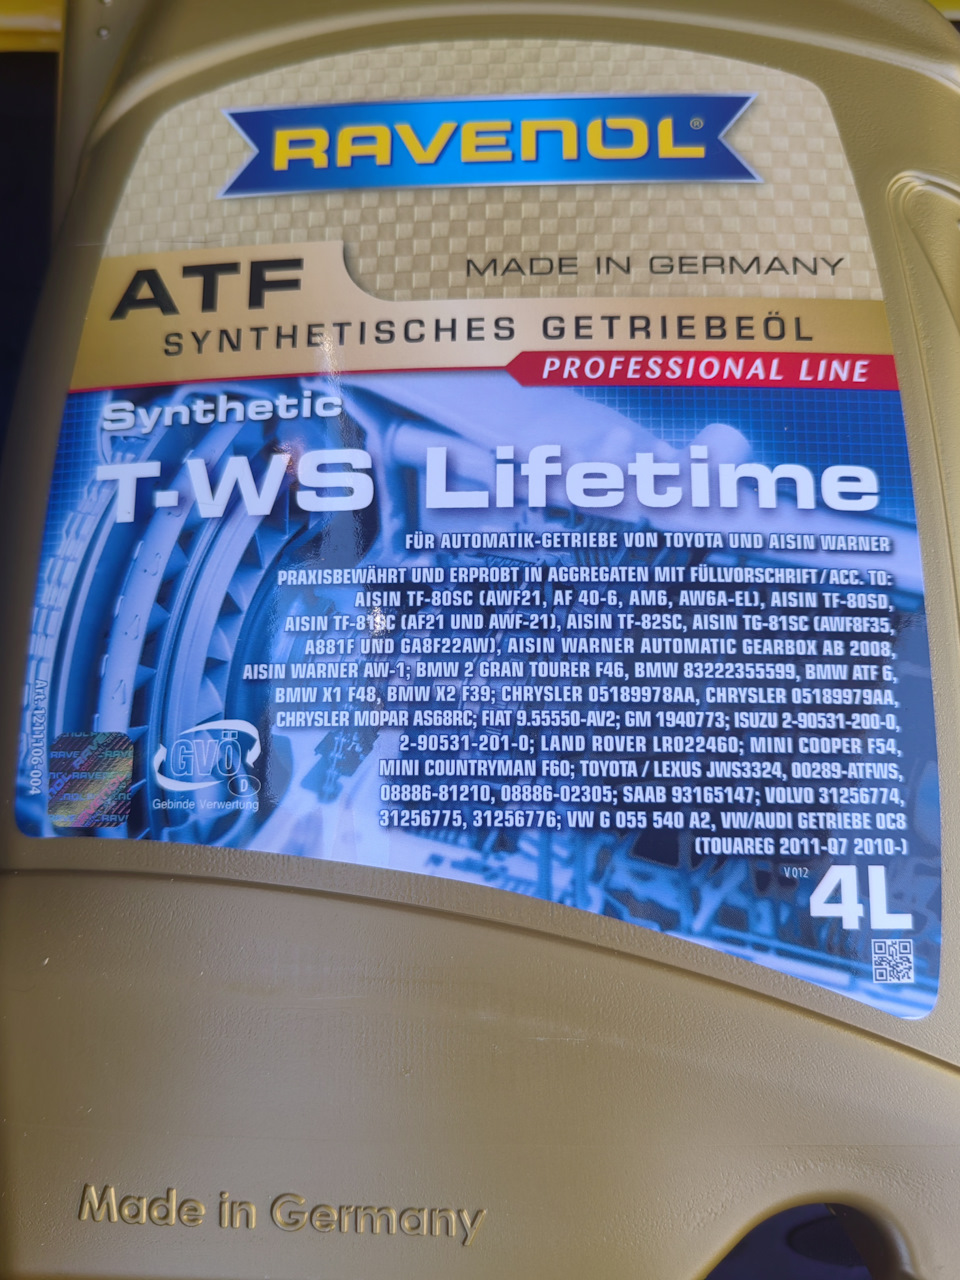 RAVENOL®
MADE IN GERMANY
ATF
SYNTHETISCHES GETRIEBEÖL
PROFESSIONAL LINE
Synthetic
T-WS Lifetime
FÜR AUTOMATIK-GETRIEBE VON TOYOTA UND AISIN WARNER
PRAXISBEWÄHRT UND ERPROBT IN AGGREGATEN MIT FÜLLVORSCHRIFT/ACC. TO:
AISIN TF-80SC (AWF21, AF 40-6, AM6, AW6A-EL), AISIN TF-80SD,
AISIN TF-81SC (AF21 UND AWF-21), AISIN TF-82SC, AISIN TG-81SC (AWF8F35,
A881F UND GA8F22AW), AISIN WARNER AUTOMATIC GEARBOX AB 2008,
AISIN WARNER AW-1; BMW 2 GRAN TOURER F46, BMW 83222355599, BMW ATF 6,
BMW X1 F48, BMW X2 F39; CHRYSLER 05189978AA, CHRYSLER 05189979AA,
CHRYSLER MOPAR AS68RC; FIAT 9.55550-AV2; GM 1940773; ISUZU 2-90531-200-0,
2-90531-201-0; LAND ROVER LR022460; MINI COOPER F54,
MINI COUNTRYMAN F60; TOYOTA / LEXUS JWS3324, 00289-ATFWS,
08886-81210, 08886-02305; SAAB 93165147; VOLVO 31256774,
31256775, 31256776; VW G 055 540 A2, VW/AUDI GETRIEBE 0C8
(TOUAREG 2011-Q7 2010-)
V 012
4L
Art. 1211106-004
GVÖ
D
Gebinde Verwertung
Made in Germany